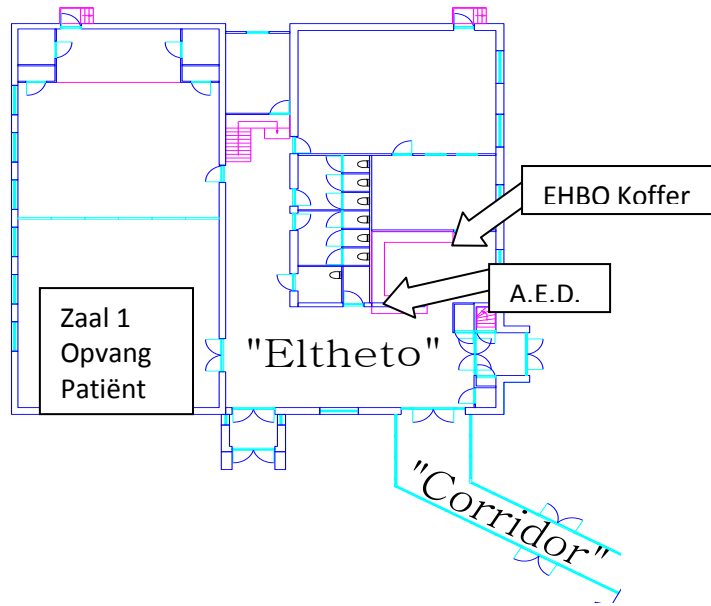 EHBO Koffer
A.E.D.
Zaal 1
Opvang
Patiënt
"Eltheto"
"Corridor"